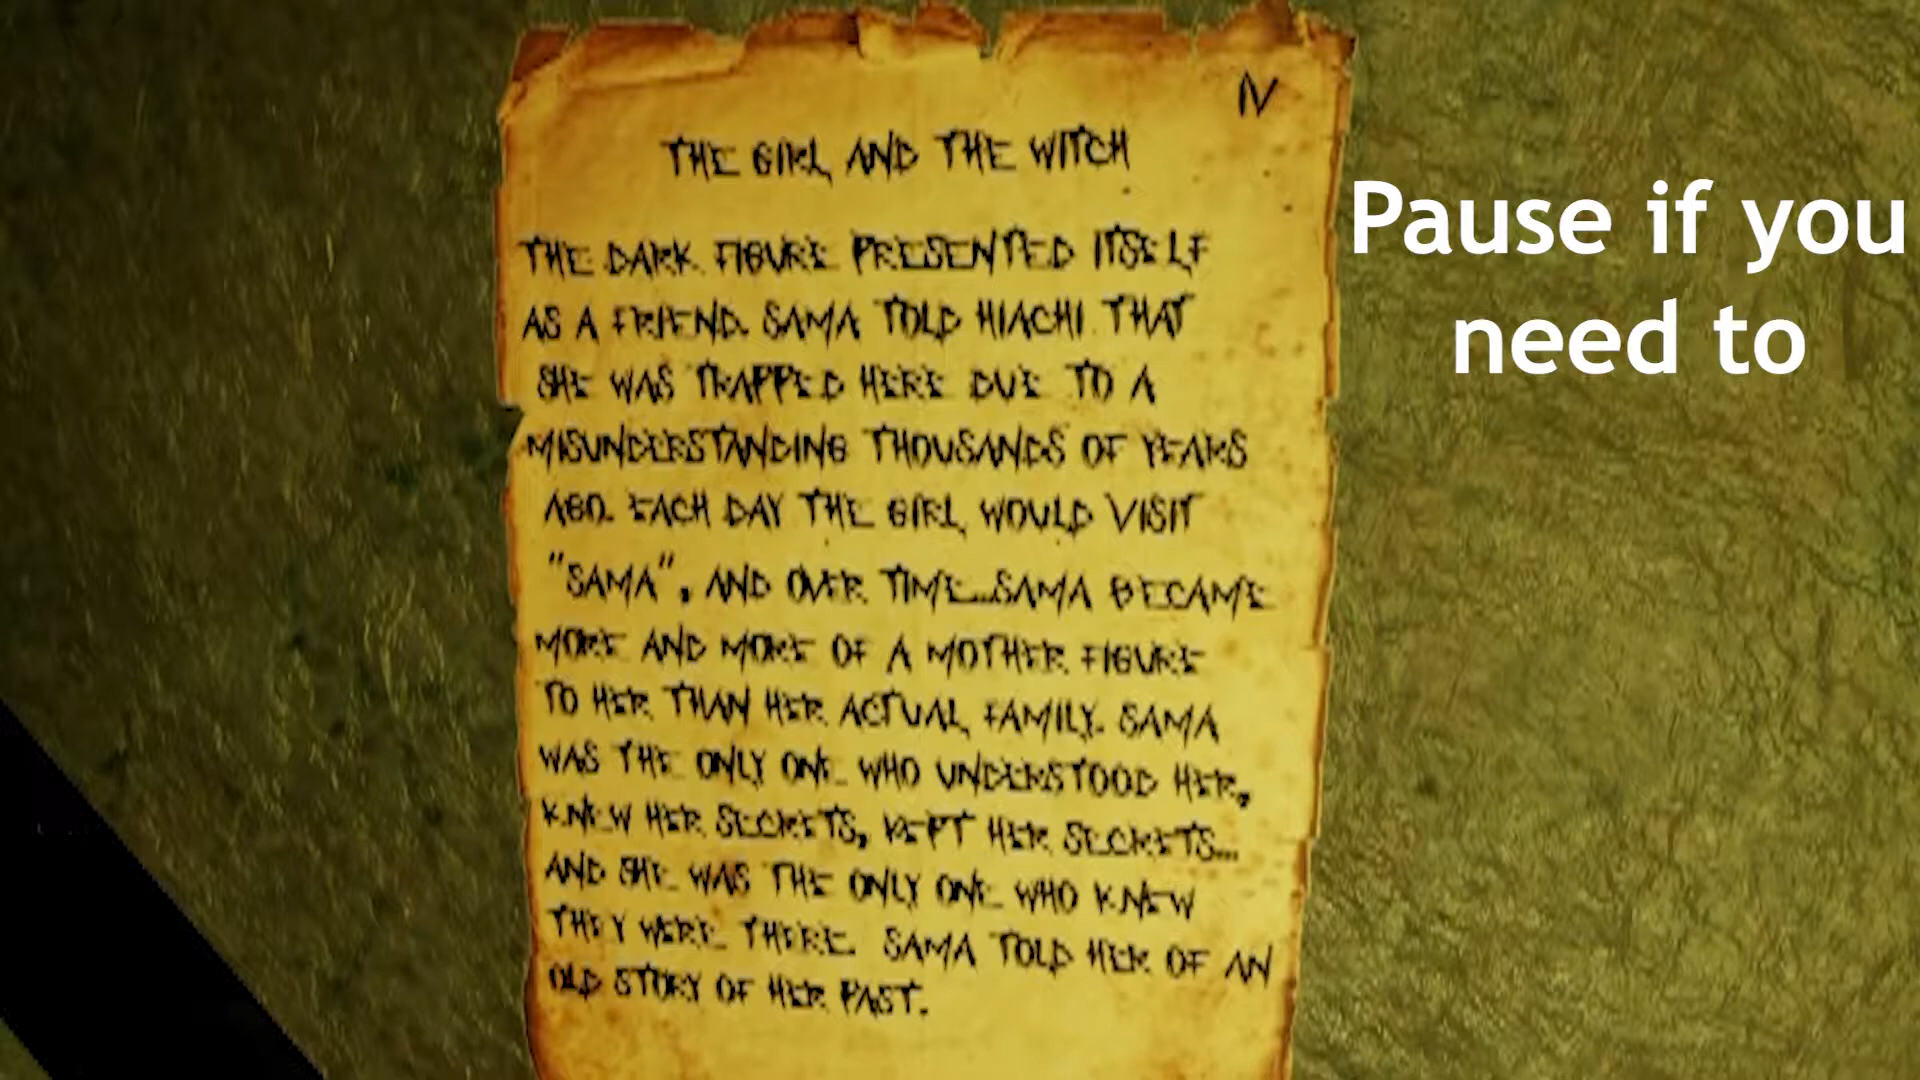 IV
THE GIRL AND THE WITCH
THE DARK FIGURE PRESENTED ITSELF
AS A FRIEND. SAMA TOLD HIACHI THAT
SHE WAS TRAPPED HERE DUE TO A
MISUNDERSTANDING THOUSANDS OF YEARS
AGO. EACH DAY THE GIRL WOULD VISIT
"SAMA", AND OVER TIME...SAMA BECAME
MORE AND MORE OF A MOTHER FIGURE
TO HER THAN HER ACTUAL FAMILY. SAMA
WAS THE ONLY ONE WHO UNDERSTOOD HER,
KNEW HER SECRETS, KEPT HER SECRETS...
AND SHE WAS THE ONLY ONE WHO KNEW
THEY WERE THERE. SAMA TOLD HER OF AN
OLD STORY OF HER PAST.
Pause if you
need to